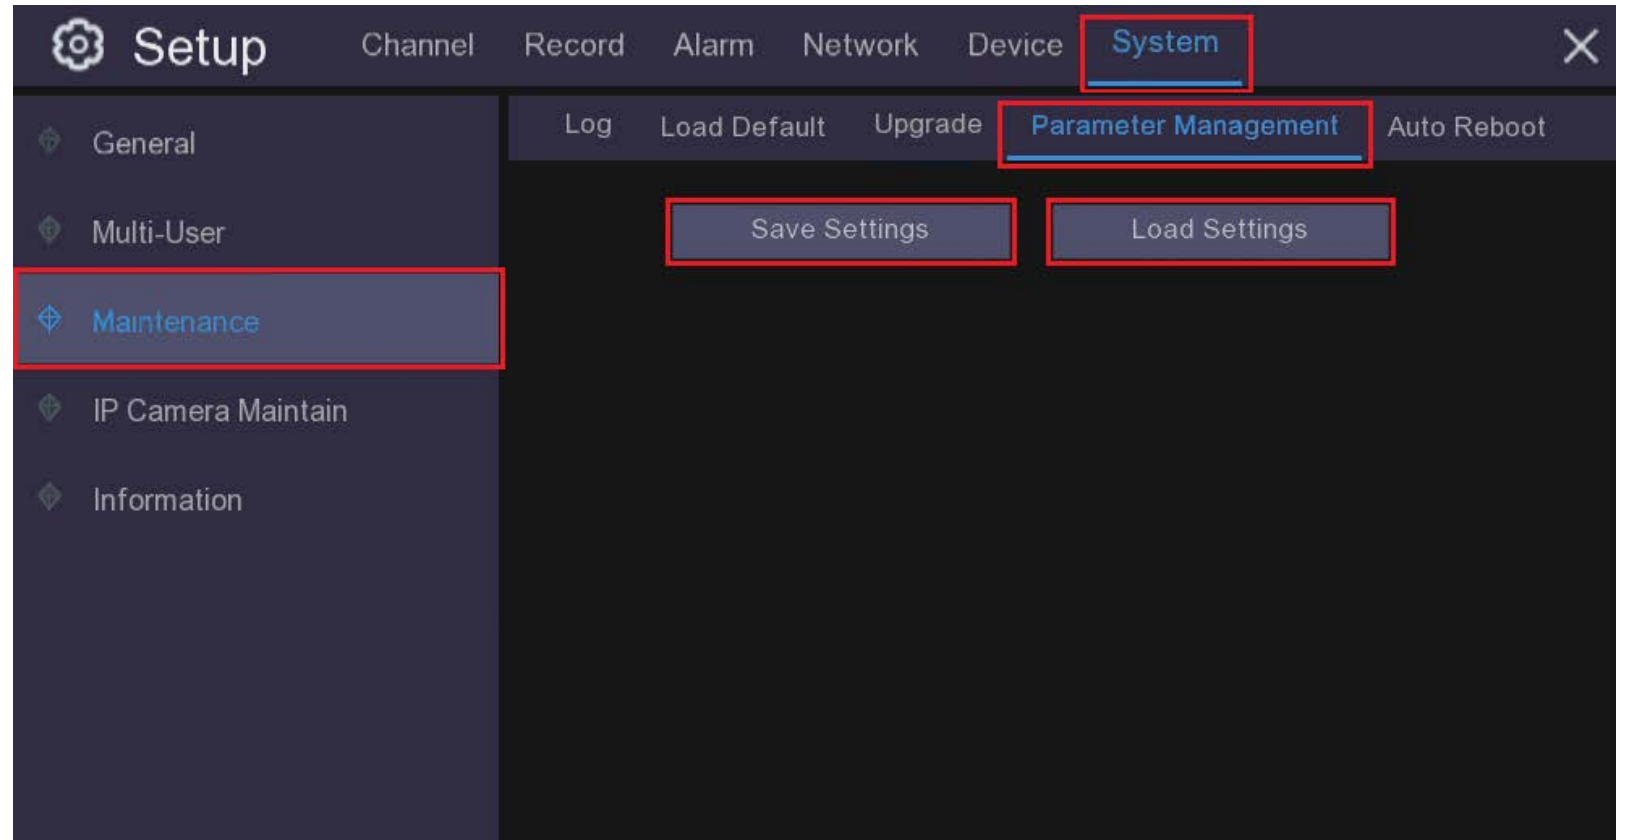 Setup Channel Record Alarm Network Device System
Log Load Default Upgrade Parameter Management Auto Reboot
General
Save Settings Load Settings
Multi-User
Maintenance
IP Camera Maintain
Information